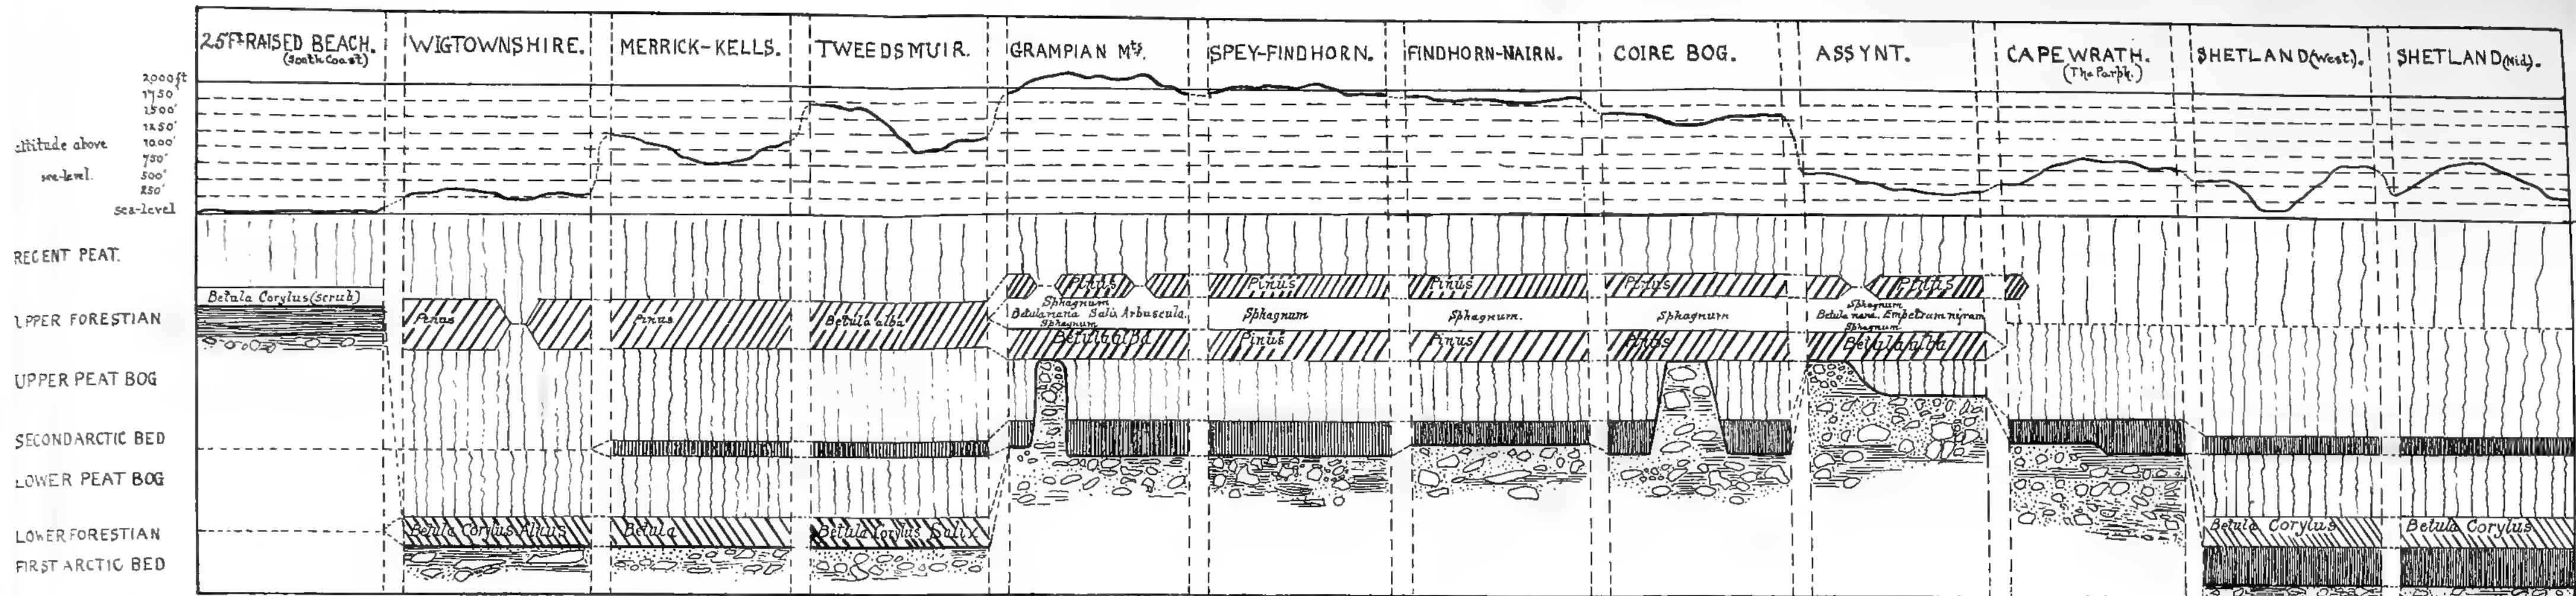 25FT RAISED BEACH.
(South Coast)
WIGTOWNSHIRE.
MERRICK-KELLS.
TWEEDSMUIR.
GRAMPIAN Mts.
SPEY-FINDHORN.
FINDHORN-NAIRN.
COIRE BOG.
ASSYNT.
CAPE WRATH.
(The Parph.)
SHETLAND (West).
SHETLAND (Mid).
2000ft
1750'
1500'
1250'
1000'
750'
500'
250'
sea-level
altitude above
sea-level.
RECENT PEAT.
UPPER FORESTIAN
UPPER PEAT BOG
SECOND ARCTIC BED
LOWER PEAT BOG
LOWER FORESTIAN
FIRST ARCTIC BED
Betula Corylus (scrub)
Pinus
Pinus
Betula alba
Pinus
Sphagnum
Betula nana Salix Arbuscula.
Sphagnum
Betula alba
Pinus
Sphagnum
Pinus
Pinus
Sphagnum.
Pinus
Pinus
Sphagnum
Pinus
Pinus
Sphagnum
Betula nana. Empetrum nigrum
Sphagnum
Betula alba
Betula Corylus Alnus
Betula
Betula Corylus Salix
Betula Corylus
Betula Corylus